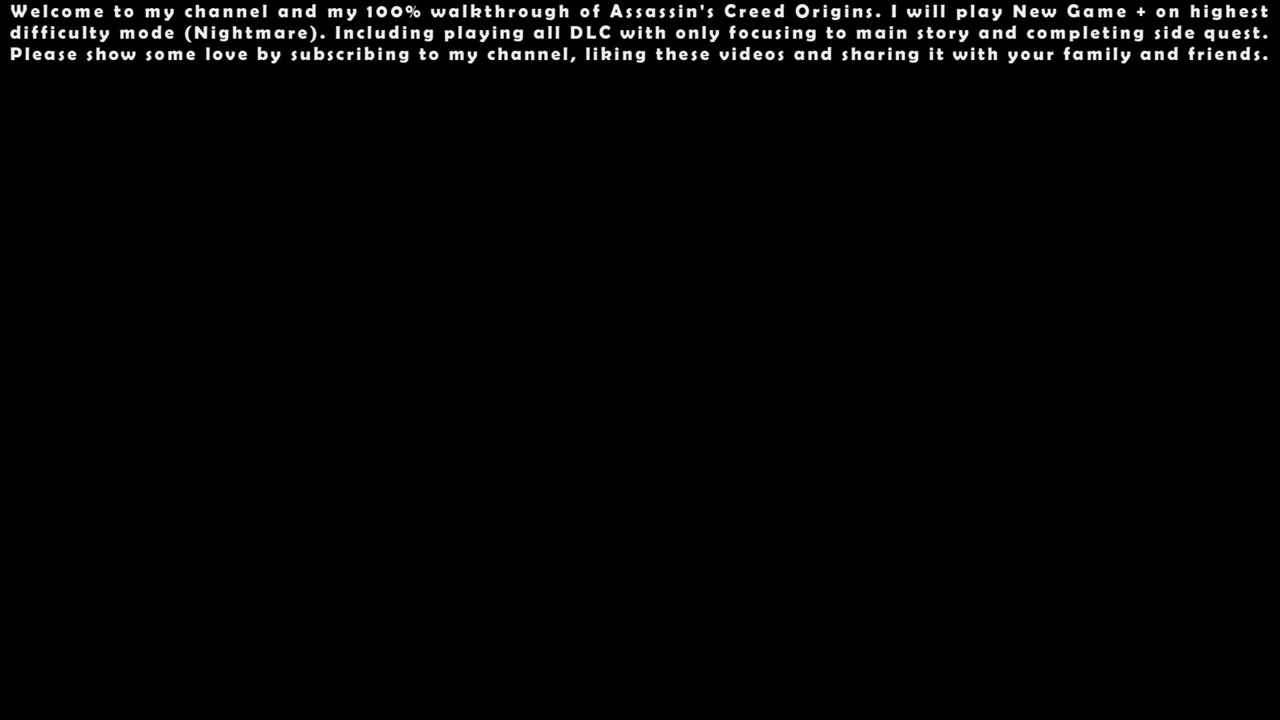 Welcome to my channel and my 100% walkthrough of Assassin's Creed Origins. I will play New Game + on highest
difficulty mode (Nightmare). Including playing all DLC with only focusing to main story and completing side quest.
Please show some love by subscribing to my channel, liking these videos and sharing it with your family and friends.